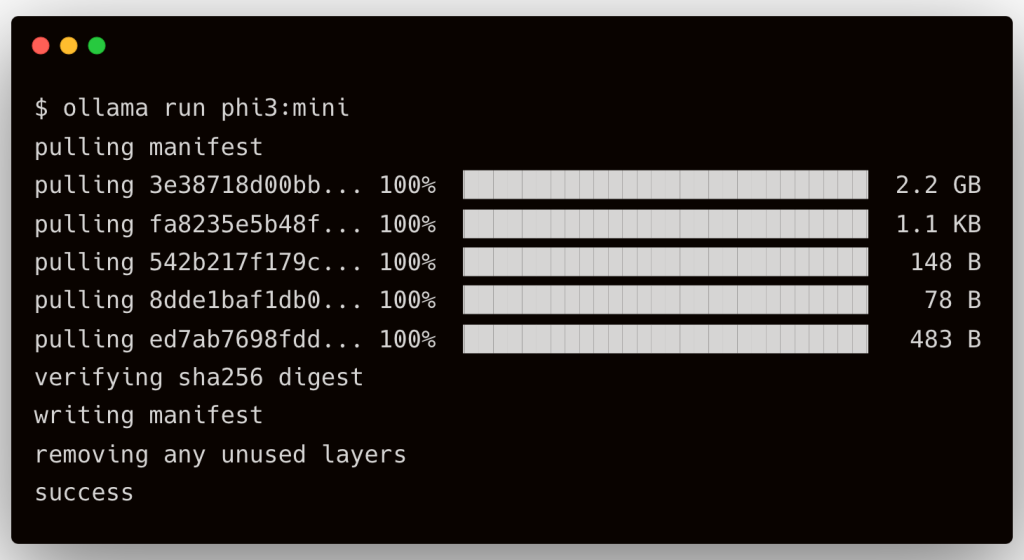 $ ollama run phi3:mini
pulling manifest
pulling 3e38718d00bb... 100% 2.2 GB
pulling fa8235e5b48f... 100% 1.1 KB
pulling 542b217f179c... 100% 148 B
pulling 8dde1baf1db0... 100% 78 B
pulling ed7ab7698fdd... 100% 483 B
verifying sha256 digest
writing manifest
removing any unused layers
success